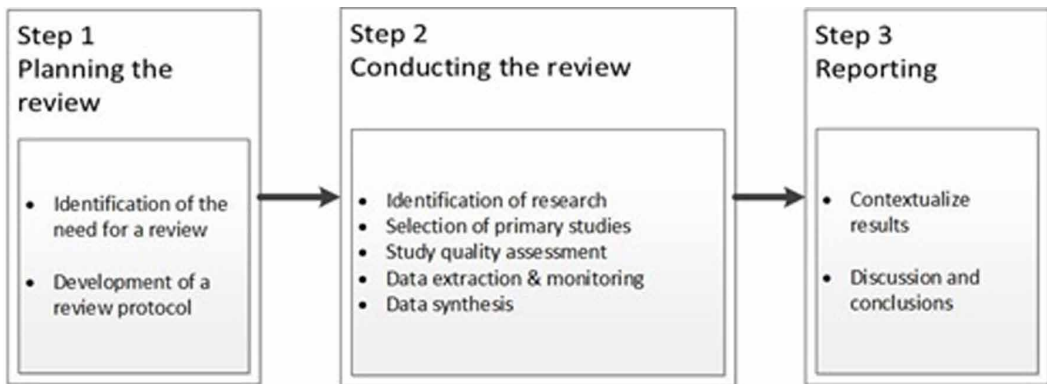 Step 1
Planning the
review
• Identification of the
need for a review
• Development of a
review protocol
Step 2
Conducting the review
• Identification of research
• Selection of primary studies
• Study quality assessment
• Data extraction & monitoring
• Data synthesis
Step 3
Reporting
• Contextualize
results
• Discussion and
conclusions